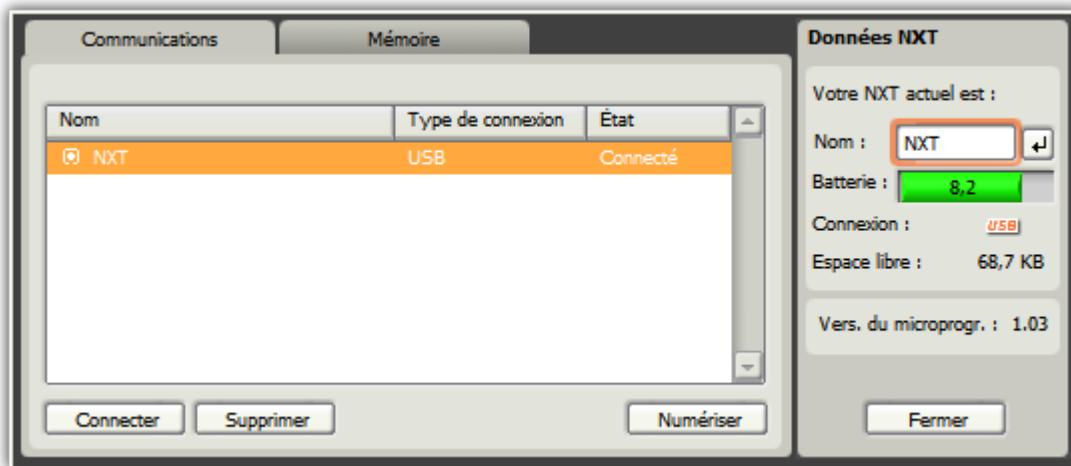 Communications
Mémoire
Nom
Type de connexion
État
NXT
USB
Connecté
Connecter
Supprimer
Numériser
Données NXT
Votre NXT actuel est :
Nom : NXT
Batterie : 8,2
Connexion : USB
Espace libre : 68,7 KB
Vers. du microprogr. : 1.03
Fermer